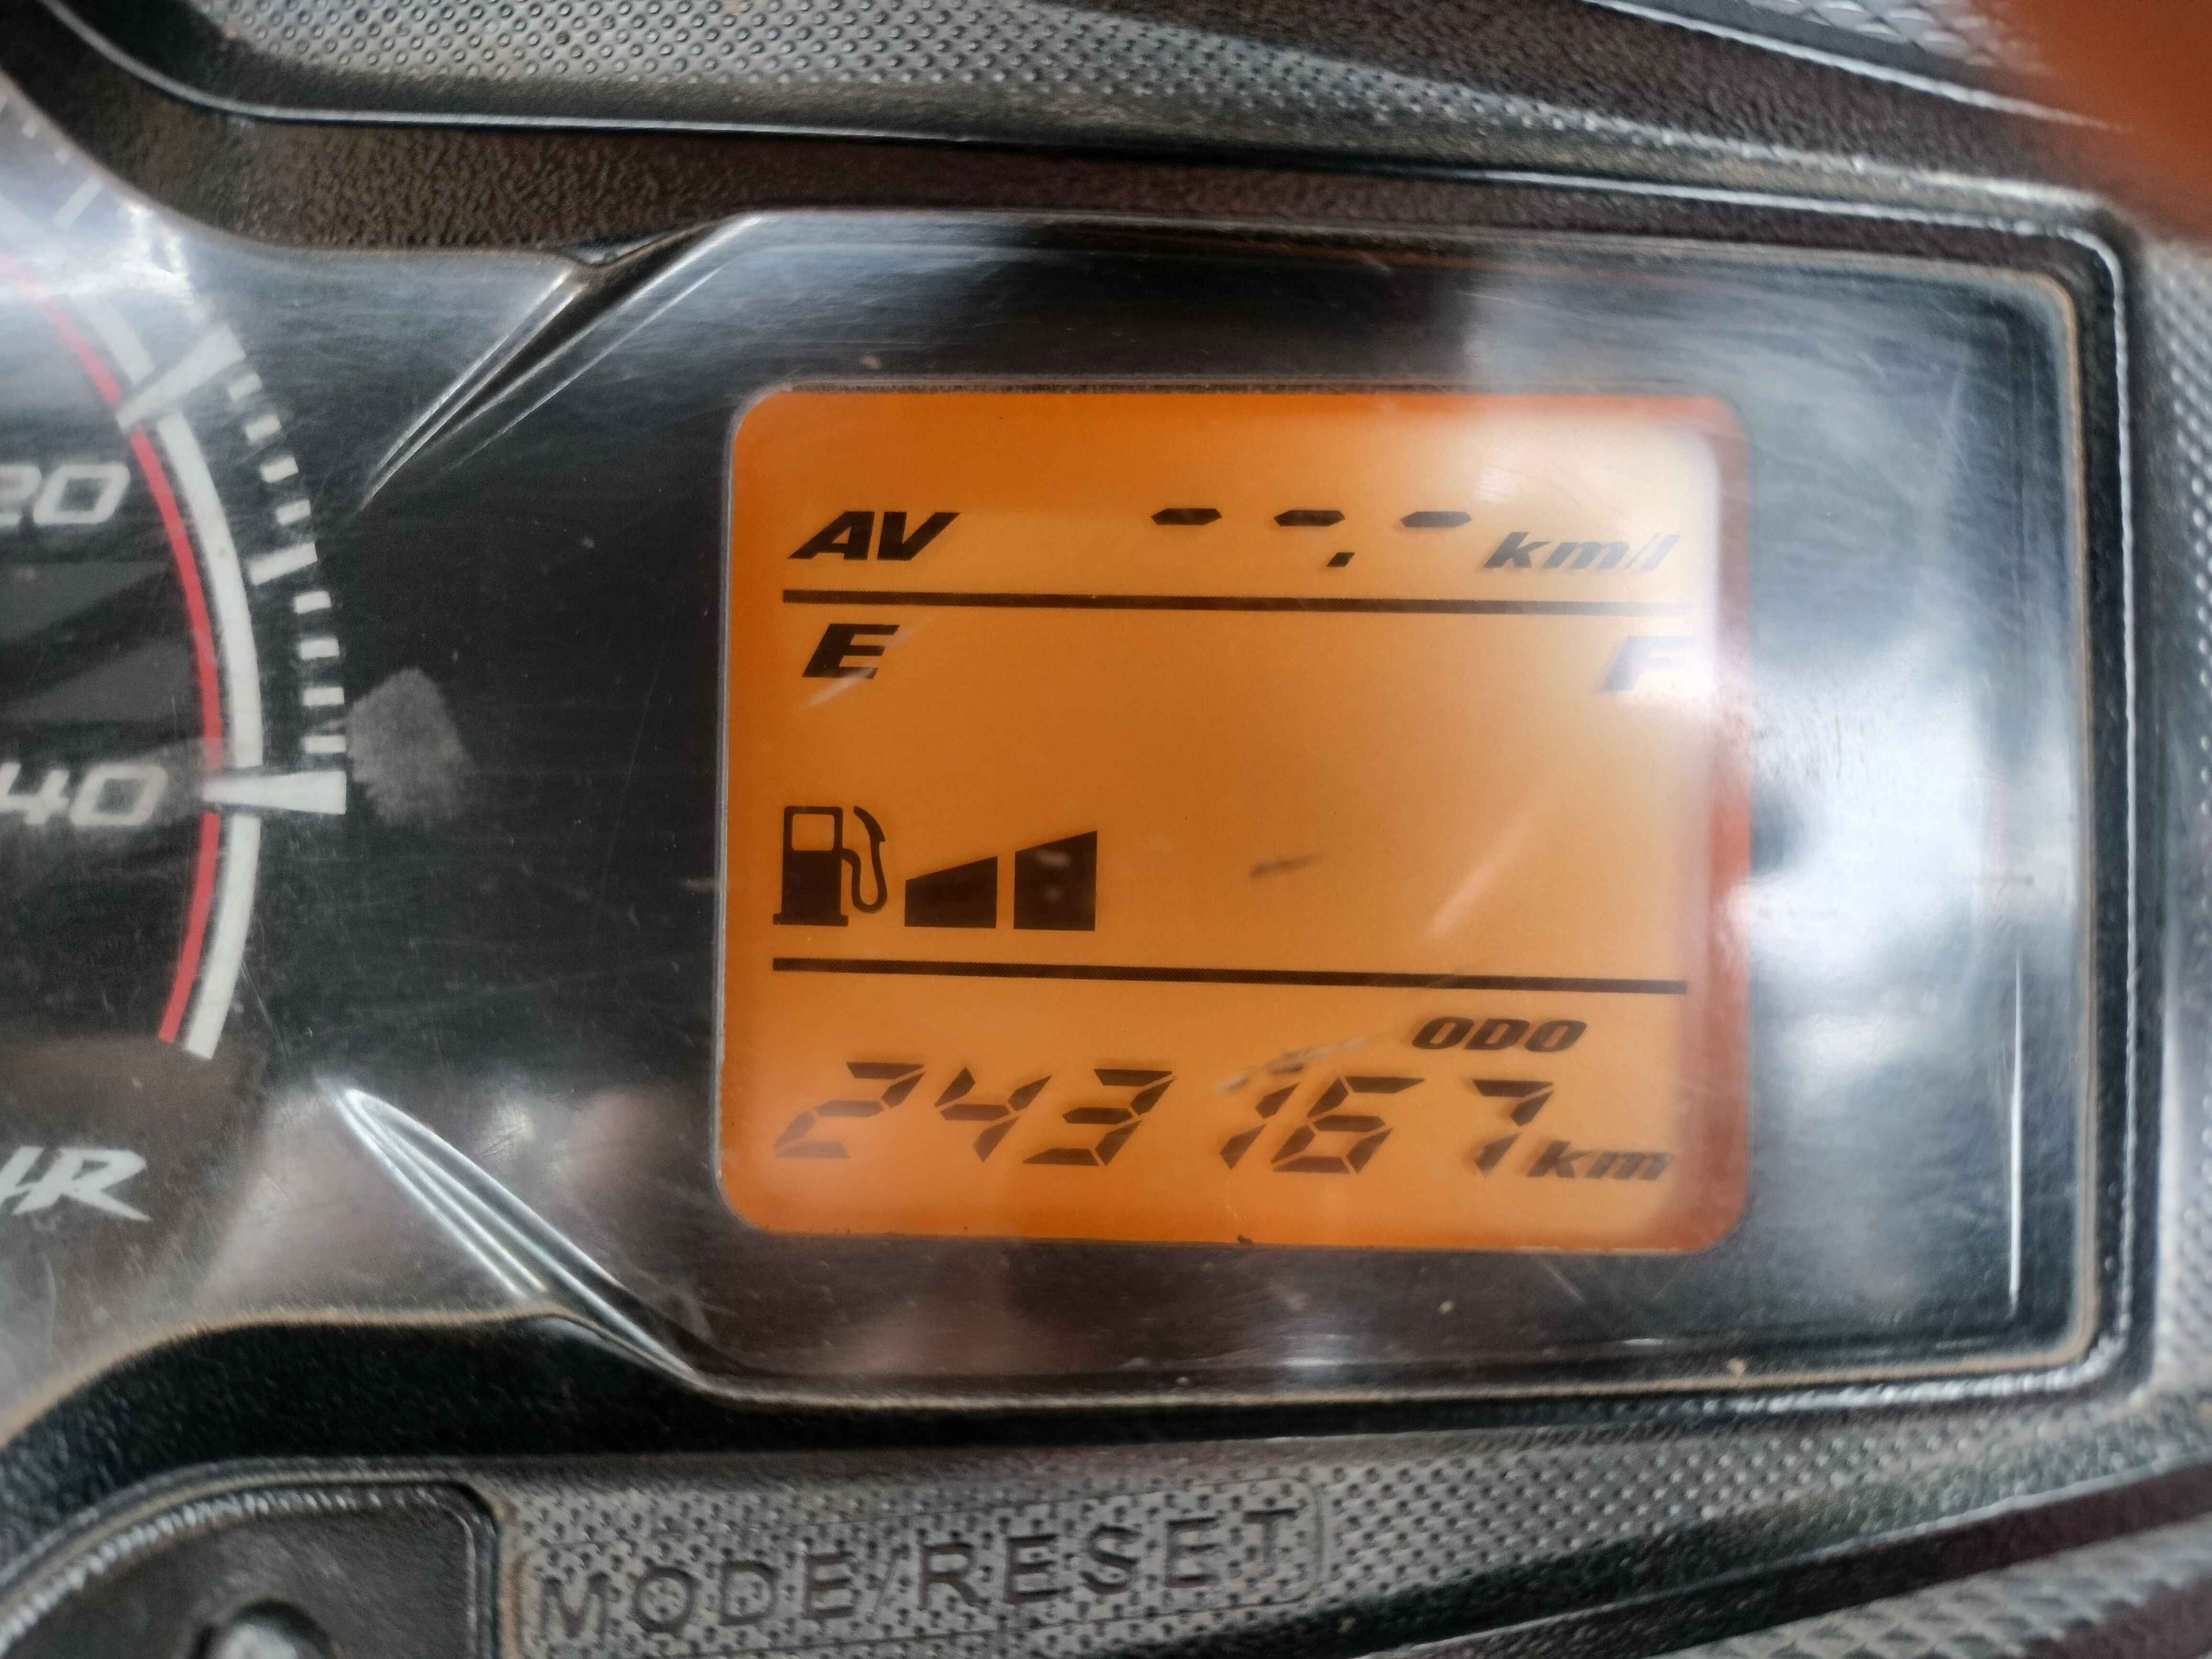 20
40
AV --.- km/l
E F
ODO
243167 km
MODE/RESET